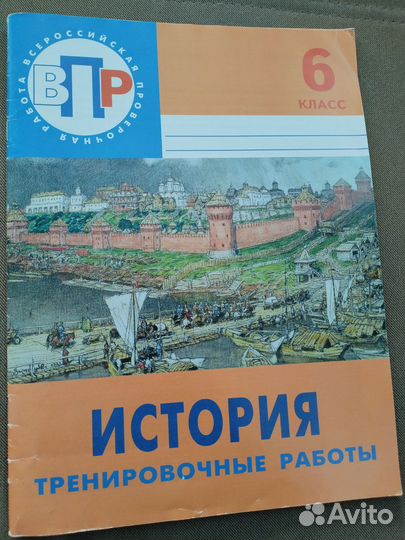 ВСЕРОССИЙСКАЯ ПРОВЕРОЧНАЯ РАБОТА
ВПР
6
КЛАСС
ИСТОРИЯ
ТРЕНИРОВОЧНЫЕ РАБОТЫ
Avito